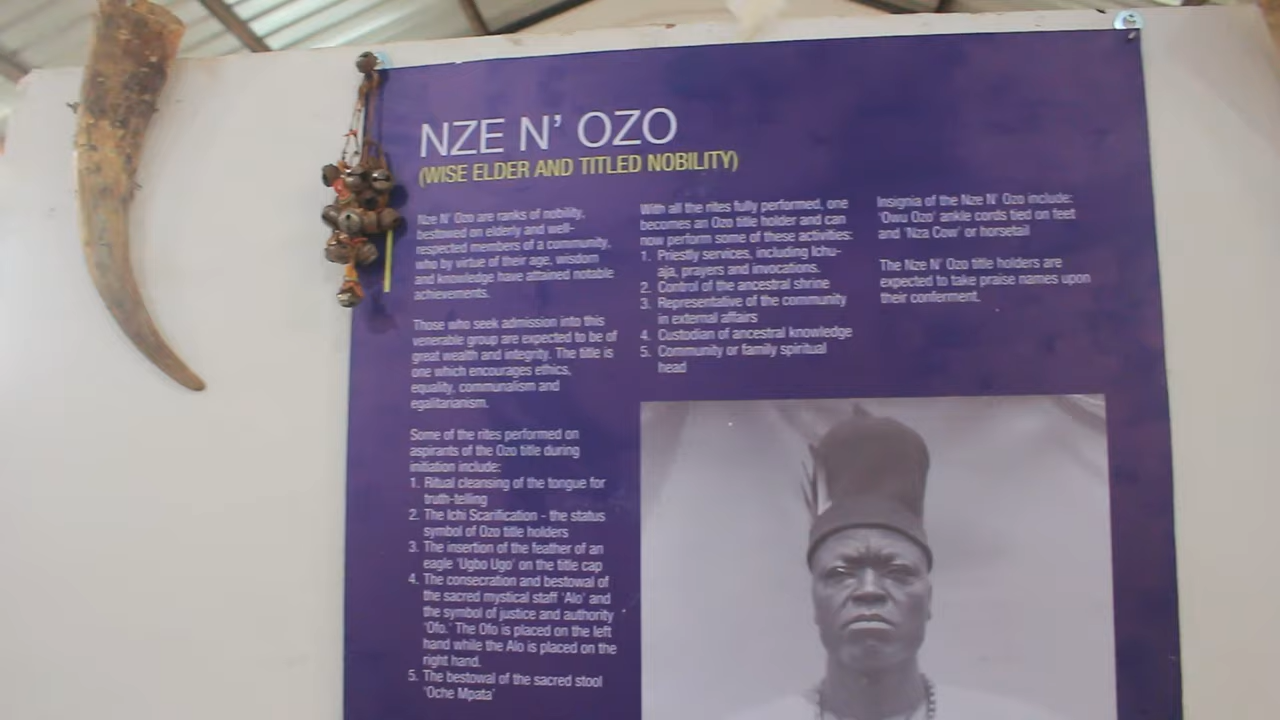 NZE N' OZO
(WISE ELDER AND TITLED NOBILITY)
Nze N' Ozo are ranks of nobility,
bestowed on elderly and well-
respected members of a community,
who by virtue of their age, wisdom
and knowledge have attained notable
achievements.
Those who seek admission into this
venerable group are expected to be of
great wealth and integrity. The title is
one which encourages ethics,
equality, communalism and
egalitarianism.
Some of the rites performed on
aspirants of the Ozo title during
initiation include:
1. Ritual cleansing of the tongue for
truth-telling
2. The Ichi Scarification - the status
symbol of Ozo title holders
3. The insertion of the feather of an
eagle 'Ugbo Ugo' on the title cap
4. The consecration and bestowal of
the sacred mystical staff 'Alo' and
the symbol of justice and authority
'Ofo.' The Ofo is placed on the left
hand while the Alo is placed on the
right hand.
5. The bestowal of the sacred stool
'Oche Mpata'
With all the rites fully performed, one
becomes an Ozo title holder and can
now perform some of these activities:
1. Priestly services, including Ichu-
aja, prayers and invocations.
2. Control of the ancestral shrine
3. Representative of the community
in external affairs
4. Custodian of ancestral knowledge
5. Community or family spiritual
head
Insignia of the Nze N' Ozo include:
'Owu Ozo' ankle cords tied on feet
and 'Nza Cow' or horsetail
The Nze N' Ozo title holders are
expected to take praise names upon
their conferment.